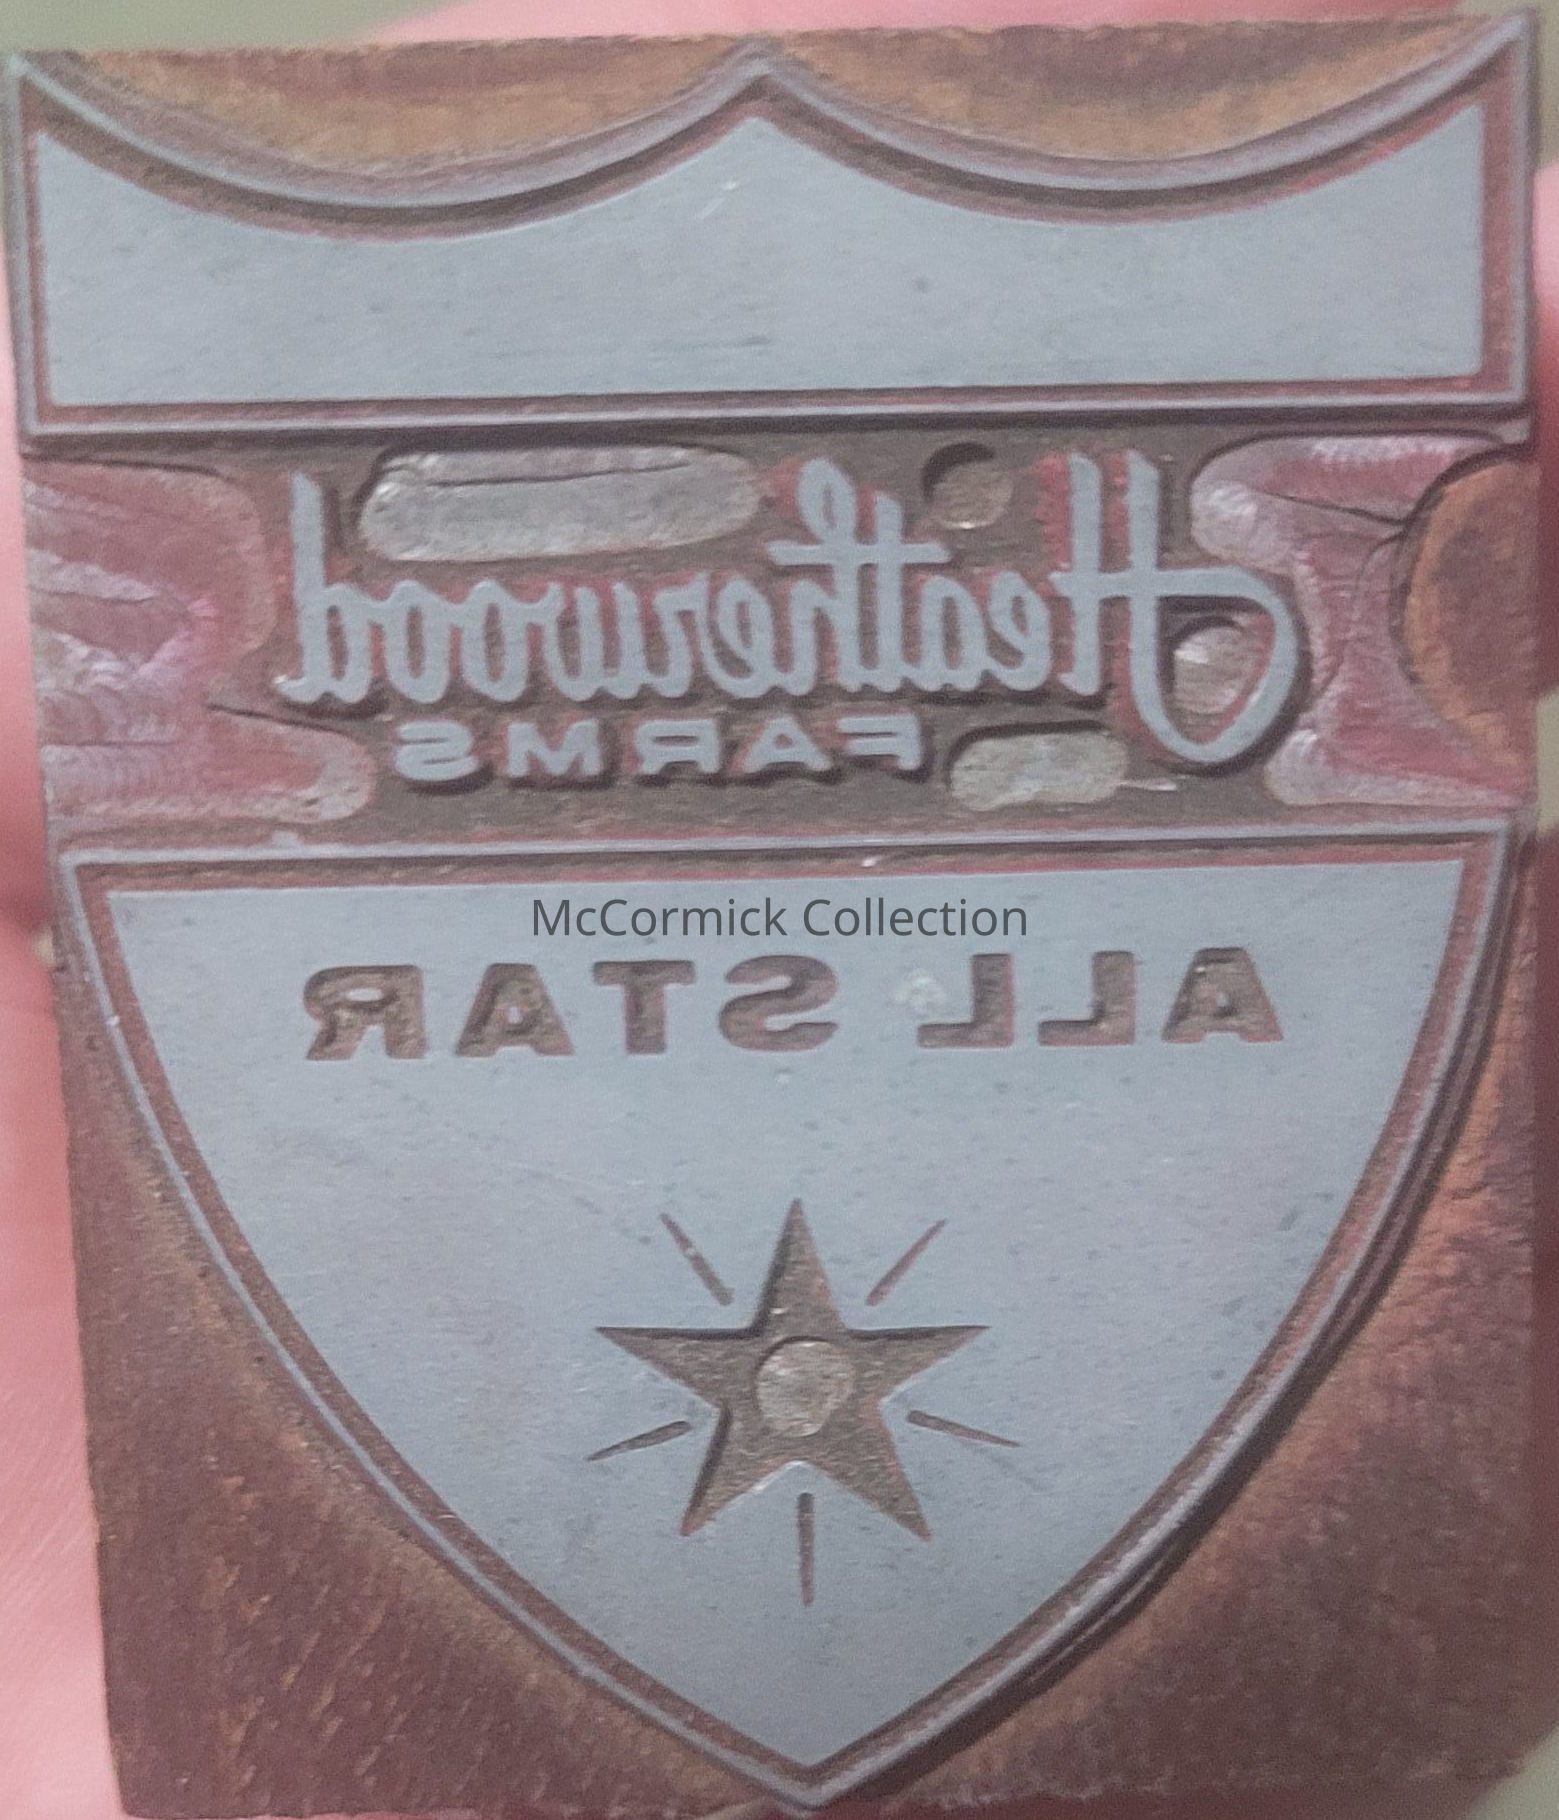 Heatherwood
FARMS
McCormick Collection
ALL STAR